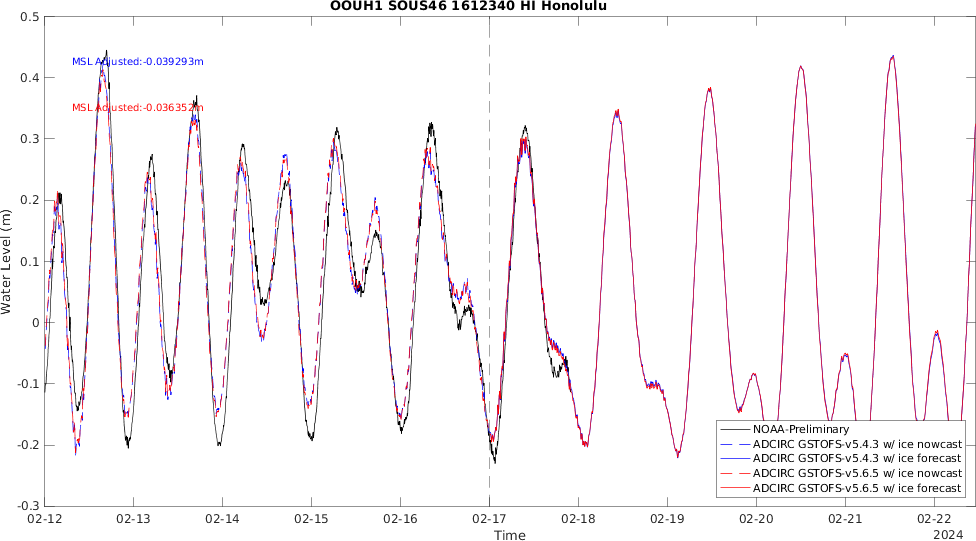 OOUH1 SOUS46 1612340 HI Honolulu
0.5
0.4
0.3
0.2
0.1
0
-0.1
-0.2
-0.3
Water Level (m)
MSL Adjusted:-0.039293m
MSL Adjusted:-0.036352m
NOAA-Preliminary
ADCIRC GSTOFS-v5.4.3 w/ ice nowcast
ADCIRC GSTOFS-v5.4.3 w/ ice forecast
ADCIRC GSTOFS-v5.6.5 w/ ice nowcast
ADCIRC GSTOFS-v5.6.5 w/ ice forecast
02-12 02-13 02-14 02-15 02-16 02-17 02-18 02-19 02-20 02-21 02-22
Time
2024